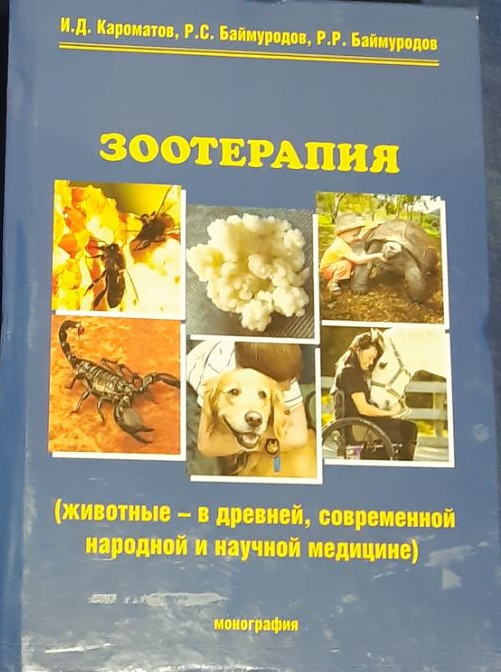 И.Д. Кароматов, Р.С. Баймуродов, Р.Р. Баймуродов
ЗООТЕРАПИЯ
(животные – в древней, современной
народной и научной медицине)
монография